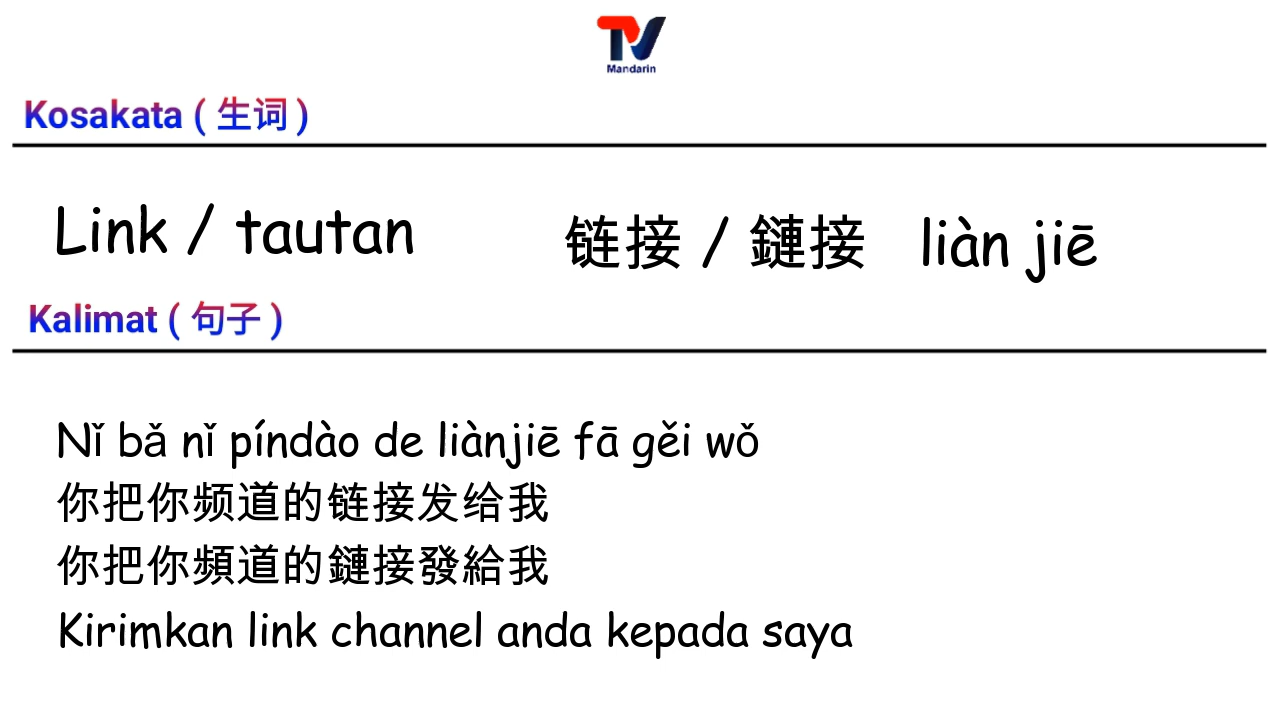 TV
Mandarin
Kosakata ( 生词 )
Link / tautan 链接 / 鏈接 liàn jiē
Kalimat ( 句子 )
Nǐ bǎ nǐ píndào de liànjiē fā gěi wǒ
你把你频道的链接发给我
你把你頻道的鏈接發給我
Kirimkan link channel anda kepada saya